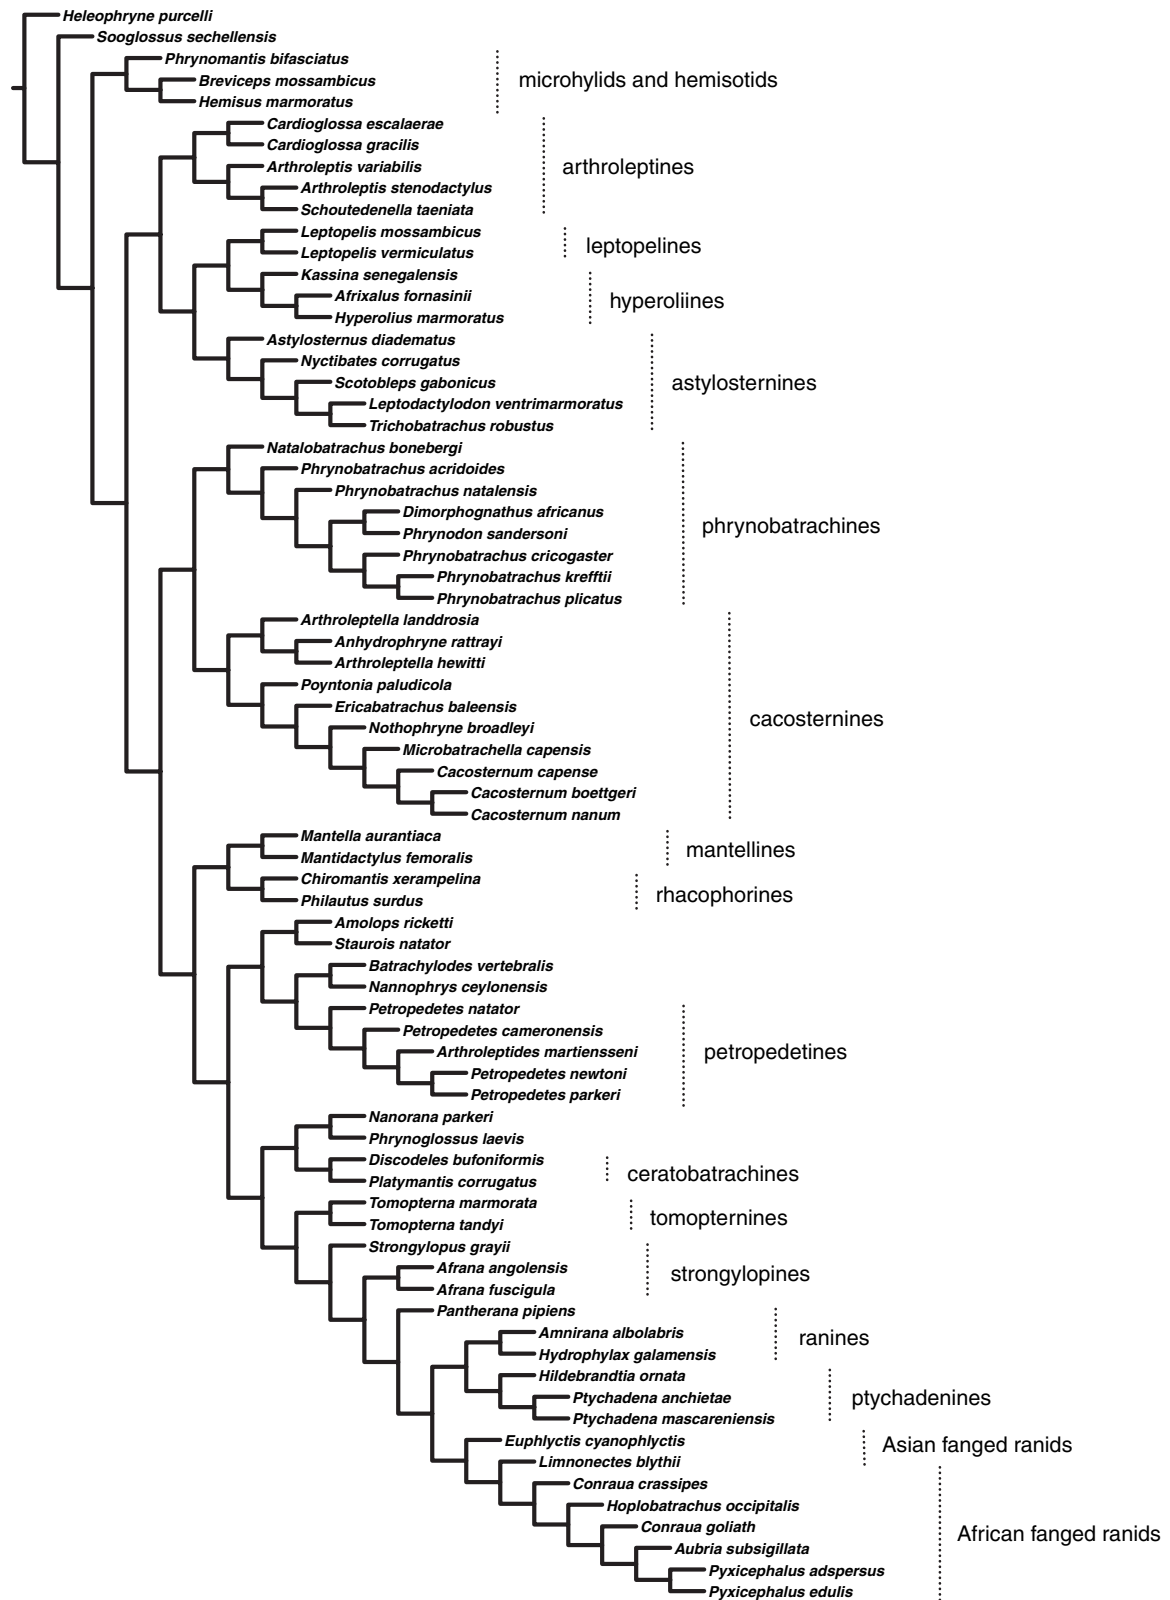 Heleophryne purcelli
Sooglossus sechellensis
Phrynomantis bifasciatus
Breviceps mossambicus
Hemisus marmoratus
microhylids and hemisotids
Cardioglossa escalaerae
Cardioglossa gracilis
Arthroleptis variabilis
Arthroleptis stenodactylus
Schoutedenella taeniata
arthroleptines
Leptopelis mossambicus
Leptopelis vermiculatus
leptopelines
Kassina senegalensis
Afrixalus fornasinii
Hyperolius marmoratus
hyperoliines
Astylosternus diadematus
Nyctibates corrugatus
Scotobleps gabonicus
Leptodactylodon ventrimarmoratus
Trichobatrachus robustus
astylosternines
Natalobatrachus bonebergi
Phrynobatrachus acridoides
Phrynobatrachus natalensis
Dimorphognathus africanus
Phrynodon sandersoni
Phrynobatrachus cricogaster
Phrynobatrachus krefftii
Phrynobatrachus plicatus
phrynobatrachines
Arthroleptella landdrosia
Anhydrophryne rattrayi
Arthroleptella hewitti
Poyntonia paludicola
Ericabatrachus baleensis
Nothophryne broadleyi
Microbatrachella capensis
Cacosternum capense
Cacosternum boettgeri
Cacosternum nanum
cacosternines
Mantella aurantiaca
Mantidactylus femoralis
mantellines
Chiromantis xerampelina
Philautus surdus
rhacophorines
Amolops ricketti
Staurois natator
Batrachylodes vertebralis
Nannophrys ceylonensis
Petropedetes natator
Petropedetes cameronensis
Arthroleptides martiensseni
Petropedetes newtoni
Petropedetes parkeri
petropedetines
Nanorana parkeri
Phrynoglossus laevis
Discodeles bufoniformis
Platymantis corrugatus
ceratobatrachines
Tomopterna marmorata
Tomopterna tandyi
tomopternines
Strongylopus grayii
Afrana angolensis
Afrana fuscigula
strongylopines
Pantherana pipiens
Amnirana albolabris
Hydrophylax galamensis
ranines
Hildebrandtia ornata
Ptychadena anchietae
Ptychadena mascareniensis
ptychadenines
Euphlyctis cyanophlyctis
Limnonectes blythii
Asian fanged ranids
Conraua crassipes
Hoplobatrachus occipitalis
Conraua goliath
Aubria subsigillata
Pyxicephalus adspersus
Pyxicephalus edulis
African fanged ranids